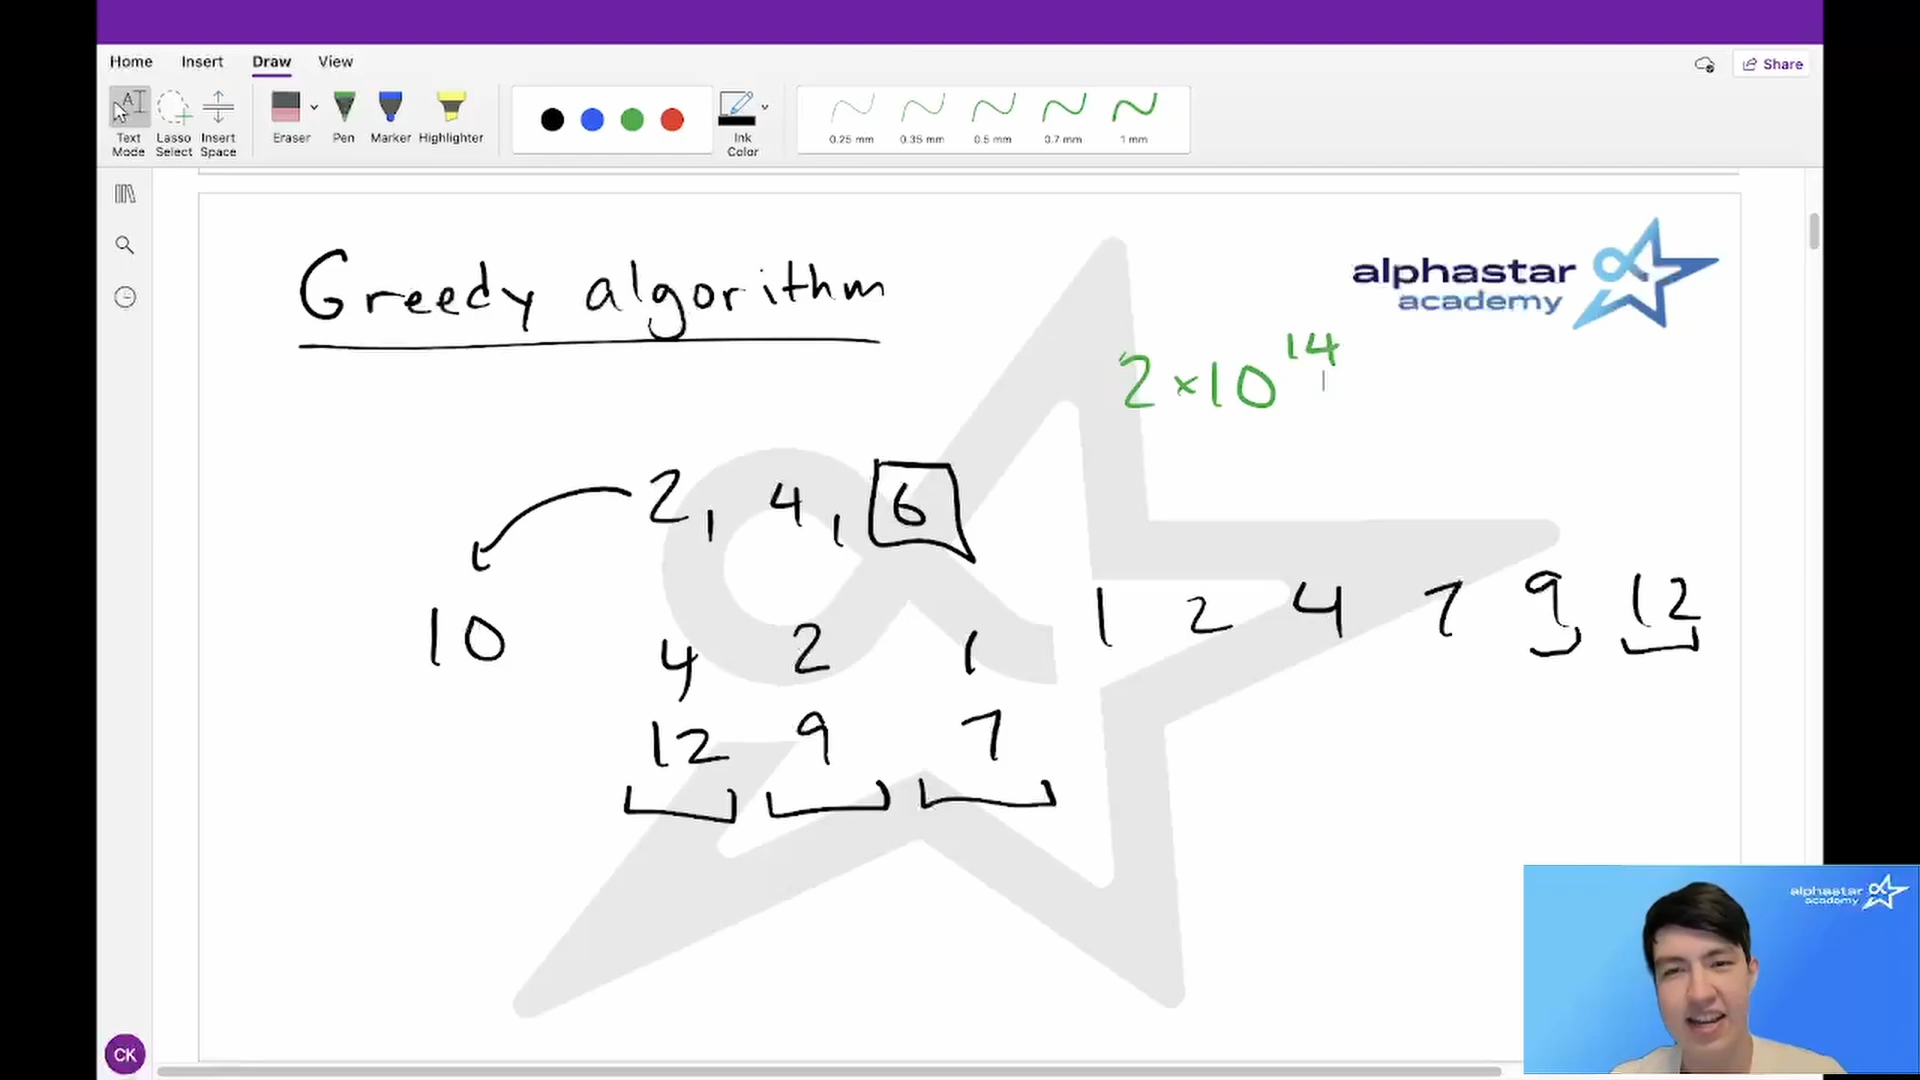 Home Insert Draw View
Share
Text Mode
Lasso Select
Insert Space
Eraser
Pen
Marker
Highlighter
Ink Color
0.25 mm 0.35 mm 0.5 mm 0.7 mm 1 mm
Greedy algorithm
alphastar
academy
2×10^14
2, 4, 6
10
4 2 1
12 9 7
1 2 4 7 9 12
alphastar
academy
CK